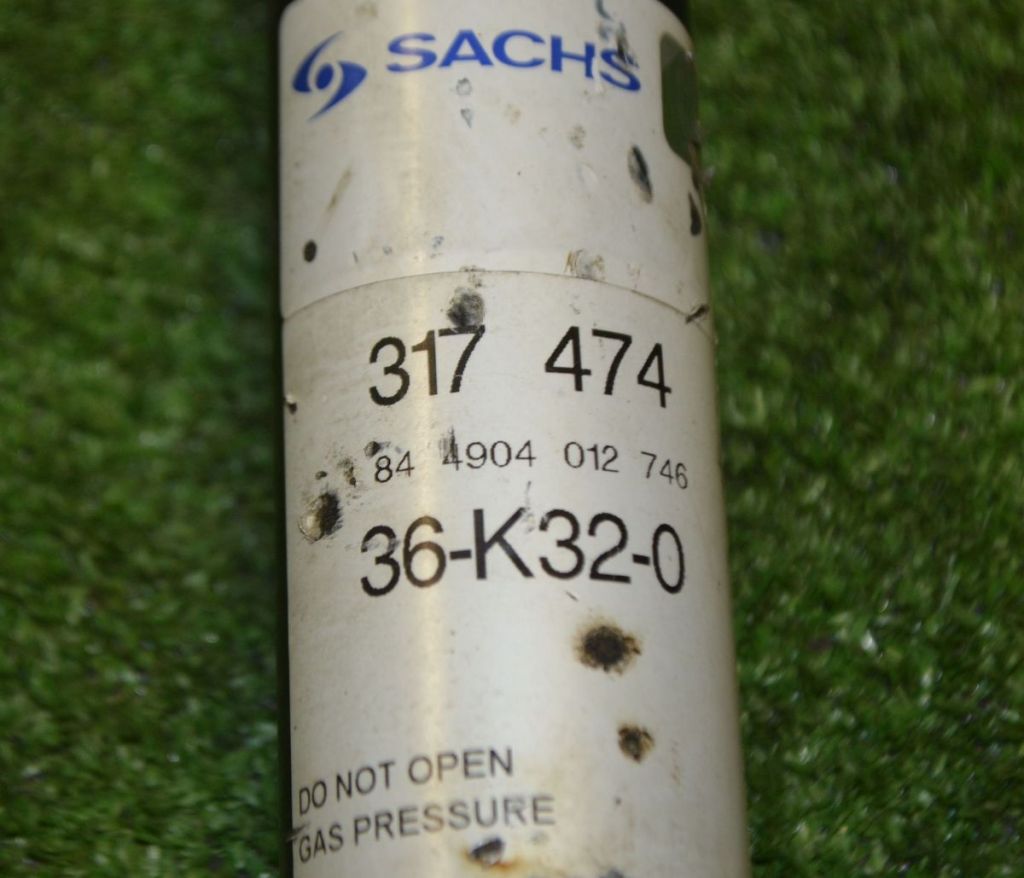 SACHS
317 474
84 4904 012 746
36-K32-0
DO NOT OPEN
GAS PRESSURE